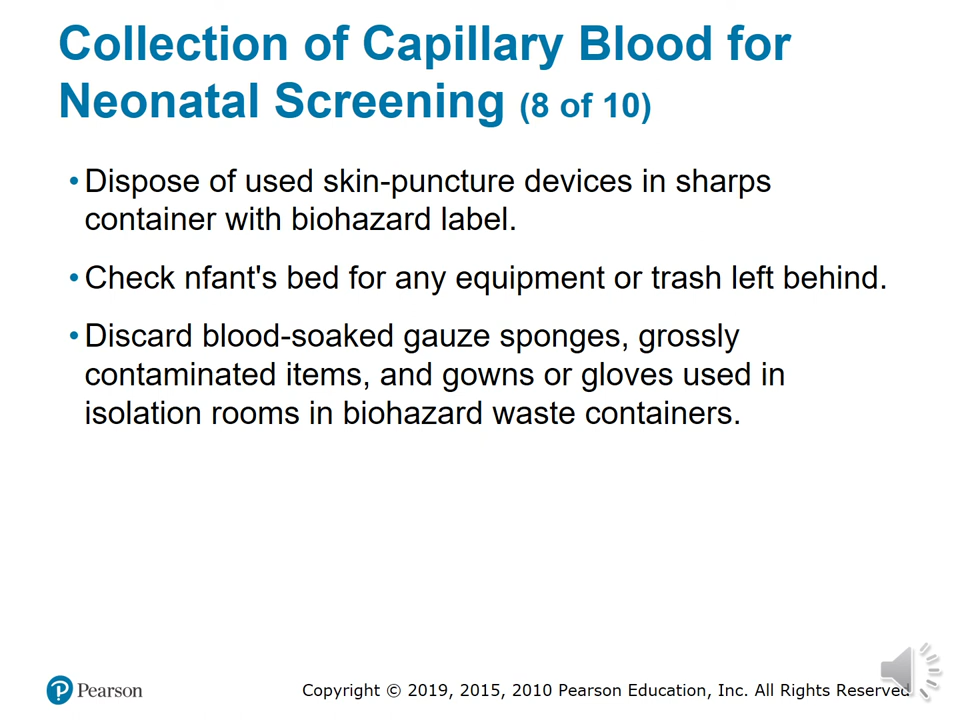 Collection of Capillary Blood for
Neonatal Screening (8 of 10)
• Dispose of used skin-puncture devices in sharps
container with biohazard label.
• Check nfant's bed for any equipment or trash left behind.
• Discard blood-soaked gauze sponges, grossly
contaminated items, and gowns or gloves used in
isolation rooms in biohazard waste containers.
P Pearson
Copyright © 2019, 2015, 2010 Pearson Education, Inc. All Rights Reserved